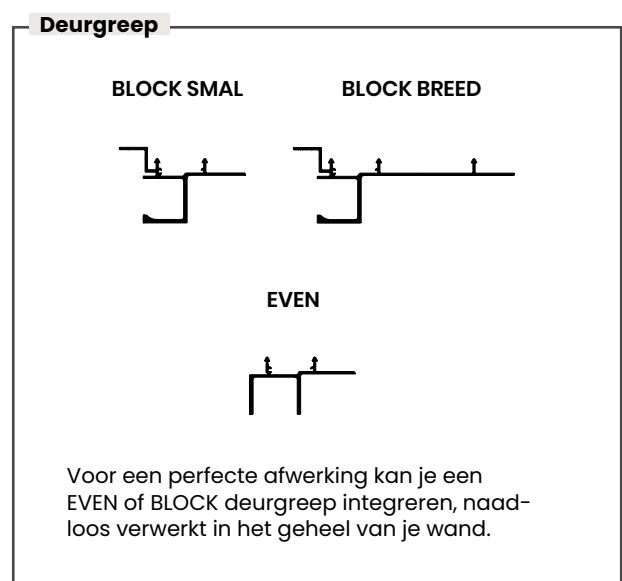 Deurgreep
BLOCK SMAL BLOCK BREED
EVEN
Voor een perfecte afwerking kan je een
EVEN of BLOCK deurgreep integreren, naad-
loos verwerkt in het geheel van je wand.